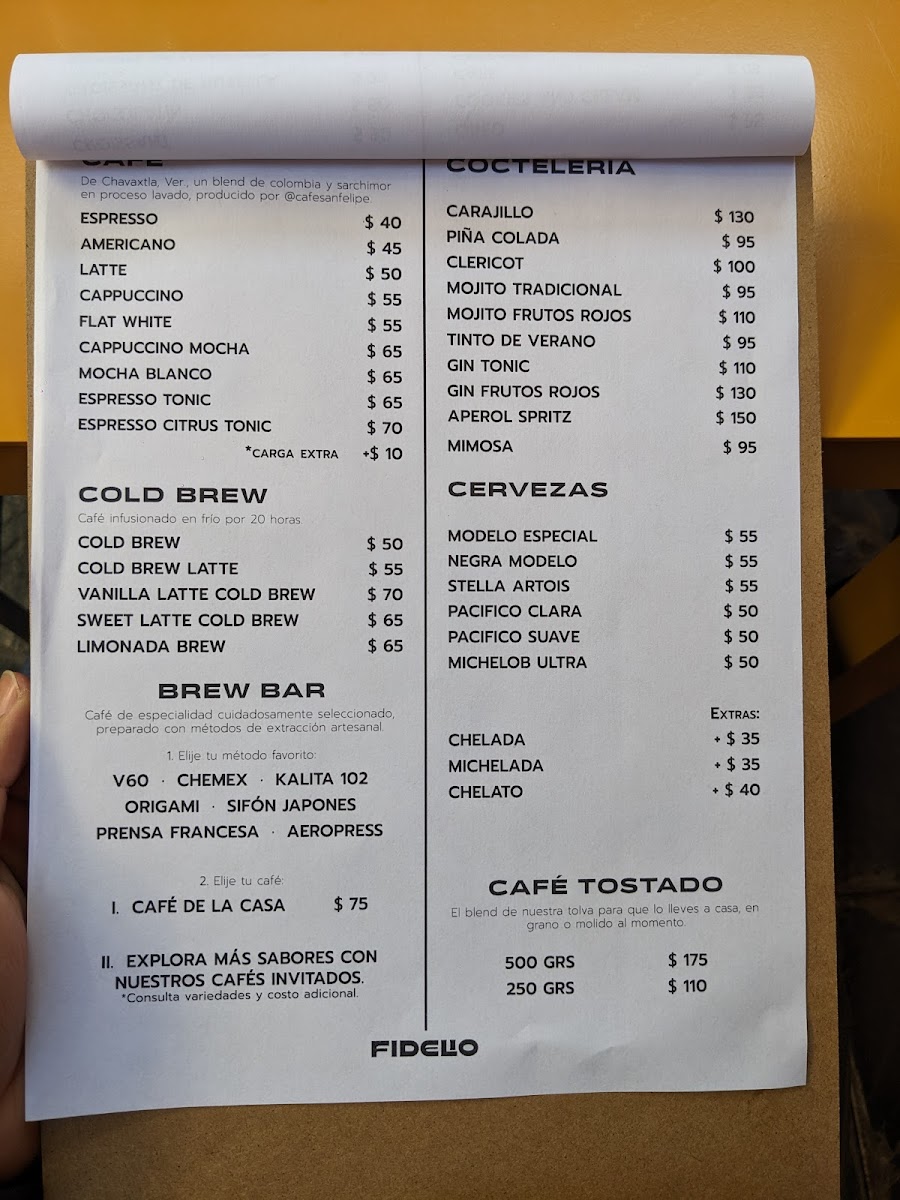 CAFÉ
De Chavaxtla, Ver., un blend de colombia y sarchimor
en proceso lavado, producido por @cafesanfelipe.
ESPRESSO $ 40
AMERICANO $ 45
LATTE $ 50
CAPPUCCINO $ 55
FLAT WHITE $ 55
CAPPUCCINO MOCHA $ 65
MOCHA BLANCO $ 65
ESPRESSO TONIC $ 65
ESPRESSO CITRUS TONIC $ 70
*CARGA EXTRA +$ 10
COLD BREW
Café infusionado en frío por 20 horas
COLD BREW $ 50
COLD BREW LATTE $ 55
VANILLA LATTE COLD BREW $ 70
SWEET LATTE COLD BREW $ 65
LIMONADA BREW $ 65
BREW BAR
Café de especialidad cuidadosamente seleccionado,
preparado con métodos de extracción artesanal.
1. Elije tu método favorito:
V60 · CHEMEX · KALITA 102
ORIGAMI · SIFÓN JAPONES
PRENSA FRANCESA · AEROPRESS
2. Elije tu café:
I. CAFÉ DE LA CASA $ 75
II. EXPLORA MÁS SABORES CON
NUESTROS CAFÉS INVITADOS.
*Consulta variedades y costo adicional.
COCTELERIA
CARAJILLO $ 130
PIÑA COLADA $ 95
CLERICOT $ 100
MOJITO TRADICIONAL $ 95
MOJITO FRUTOS ROJOS $ 110
TINTO DE VERANO $ 95
GIN TONIC $ 110
GIN FRUTOS ROJOS $ 130
APEROL SPRITZ $ 150
MIMOSA $ 95
CERVEZAS
MODELO ESPECIAL $ 55
NEGRA MODELO $ 55
STELLA ARTOIS $ 55
PACIFICO CLARA $ 50
PACIFICO SUAVE $ 50
MICHELOB ULTRA $ 50
EXTRAS:
CHELADA + $ 35
MICHELADA + $ 35
CHELATO + $ 40
CAFÉ TOSTADO
El blend de nuestra tolva para que lo lleves a casa, en
grano o molido al momento.
500 GRS $ 175
250 GRS $ 110
FIDELIO